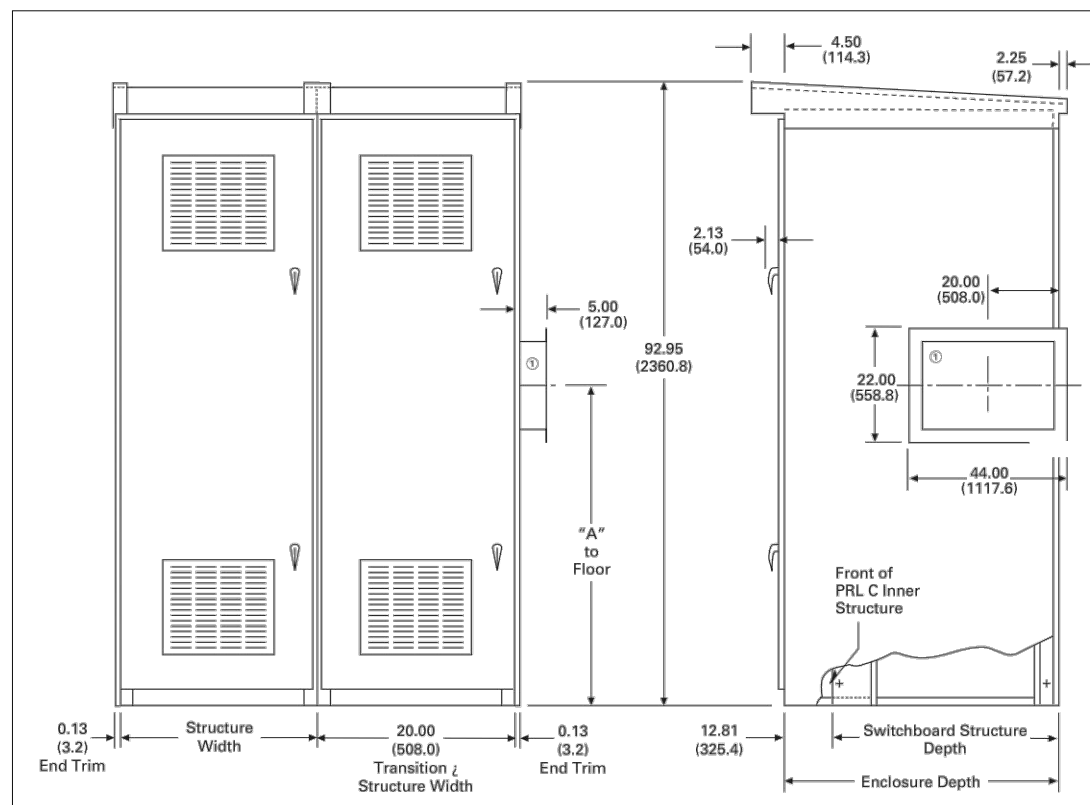 4.50
(114.3)
2.25
(57.2)
2.13
(54.0)
20.00
(508.0)
5.00
(127.0)
①
92.95
(2360.8)
①
22.00
(558.8)
44.00
(1117.6)
"A"
to
Floor
Front of
PRL C Inner
Structure
0.13
(3.2)
End Trim
Structure
Width
20.00
(508.0)
Transition ¿
Structure Width
0.13
(3.2)
End Trim
12.81
(325.4)
Switchboard Structure
Depth
Enclosure Depth